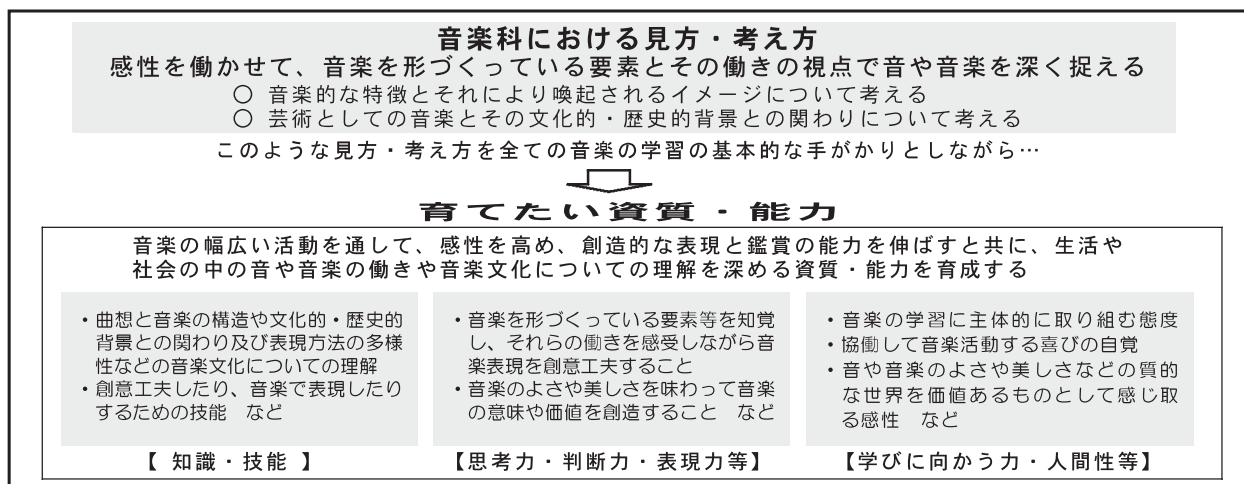 音楽科における見方・考え方
感性を働かせて、音楽を形づくっている要素とその働きの視点で音や音楽を深く捉える
○ 音楽的な特徴とそれにより喚起されるイメージについて考える
○ 芸術としての音楽とその文化的・歴史的背景との関わりについて考える
このような見方・考え方を全ての音楽の学習の基本的な手がかりとしながら…
育てたい資質・能力
音楽の幅広い活動を通して、感性を高め、創造的な表現と鑑賞の能力を伸ばすと共に、生活や
社会の中の音や音楽の働きや音楽文化についての理解を深める資質・能力を育成する
・曲想と音楽の構造や文化的・歴史的
背景との関わり及び表現方法の多様
性などの音楽文化についての理解
・創意工夫したり、音楽で表現したり
するための技能 など
【 知識・技能 】
・音楽を形づくっている要素等を知覚
し、それらの働きを感受しながら音
楽表現を創意工夫すること
・音楽のよさや美しさを味わって音楽
の意味や価値を創造すること など
【思考力・判断力・表現力等】
・音楽の学習に主体的に取り組む態度
・協働して音楽活動する喜びの自覚
・音や音楽のよさや美しさなどの質的
な世界を価値あるものとして感じ取
る感性 など
【学びに向かう力・人間性等】